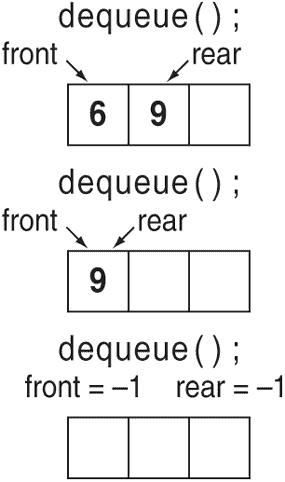 dequeue();
front rear
6 9
dequeue();
front rear
9
dequeue();
front = –1 rear = –1